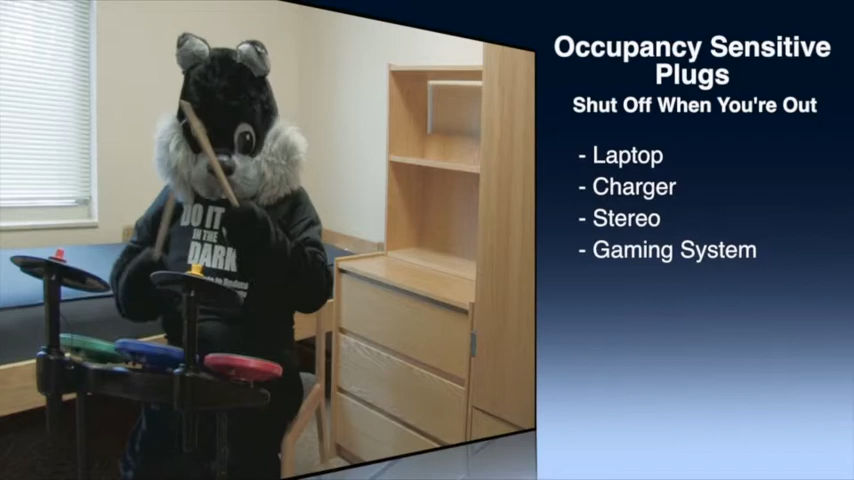 Occupancy Sensitive
Plugs
Shut Off When You're Out
- Laptop
- Charger
- Stereo
- Gaming System
DO IT
IN THE
DARK